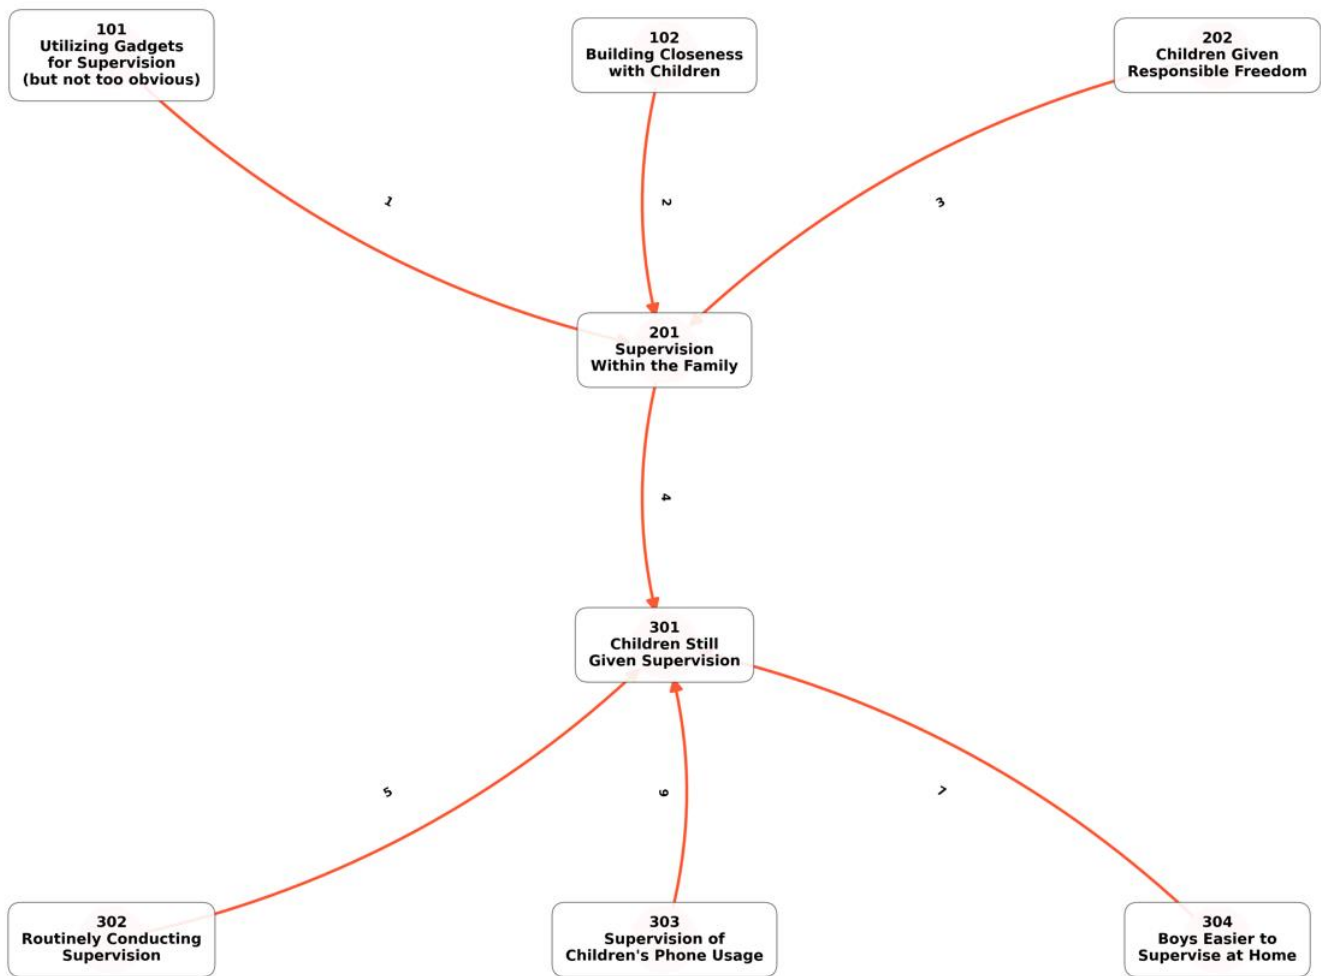 101
Utilizing Gadgets
for Supervision
(but not too obvious)
102
Building Closeness
with Children
202
Children Given
Responsible Freedom
1
2
3
201
Supervision
Within the Family
4
301
Children Still
Given Supervision
5
6
7
302
Routinely Conducting
Supervision
303
Supervision of
Children's Phone Usage
304
Boys Easier to
Supervise at Home